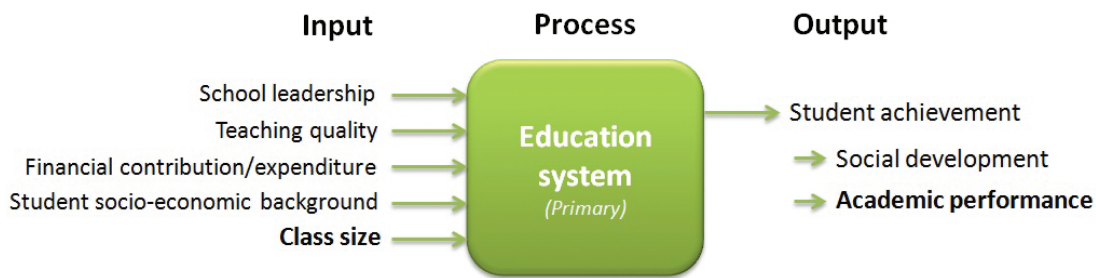 Input
Process
Output
School leadership
Teaching quality
Financial contribution/expenditure
Student socio-economic background
Class size
Education
system
(Primary)
Student achievement
Social development
Academic performance